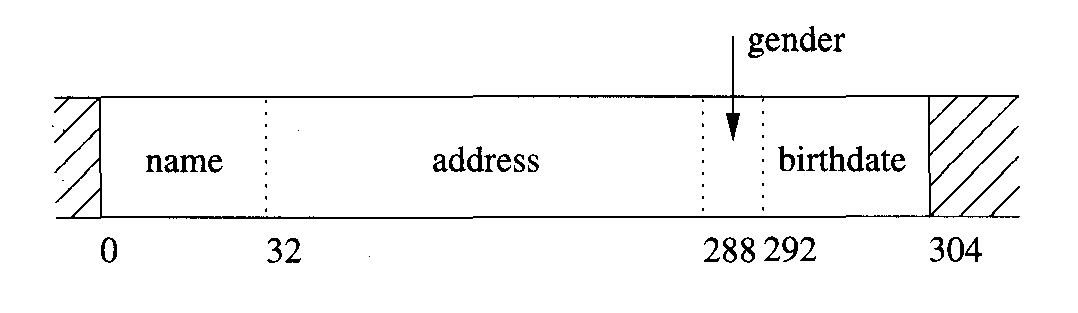 gender
name address birthdate
0 32 288 292 304